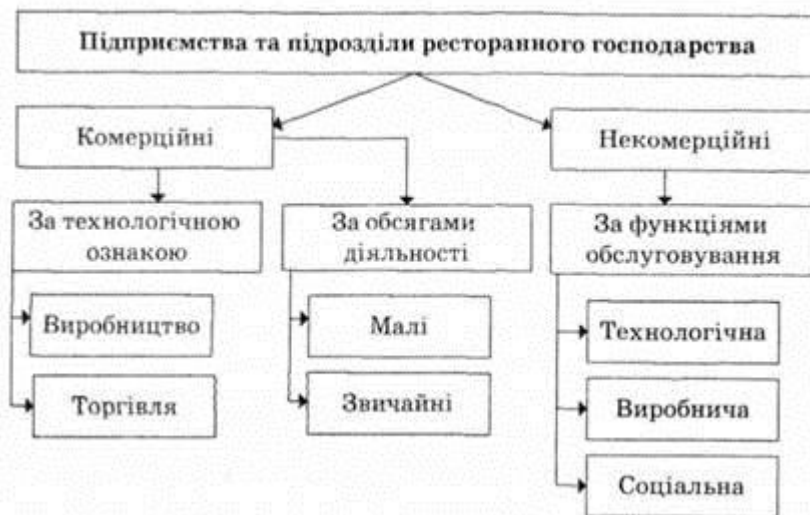 Підприємства та підрозділи ресторанного господарства
Комерційні
Некомерційні
За технологічною
ознакою
За обсягами
діяльності
За функціями
обслуговування
Виробництво
Малі
Технологічна
Торгівля
Звичайні
Виробнича
Соціальна